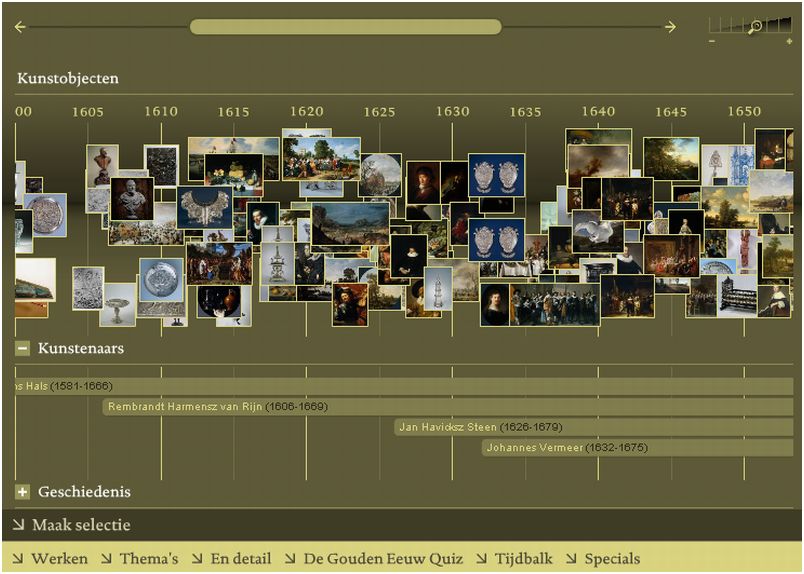 Kunstobjecten
00 1605 1610 1615 1620 1625 1630 1635 1640 1645 1650
Kunstenaars
s Hals (1581-1666)
Rembrandt Harmensz van Rijn (1606-1669)
Jan Havicksz Steen (1626-1679)
Johannes Vermeer (1632-1675)
Geschiedenis
Maak selectie
Werken Thema's En detail De Gouden Eeuw Quiz Tijdbalk Specials